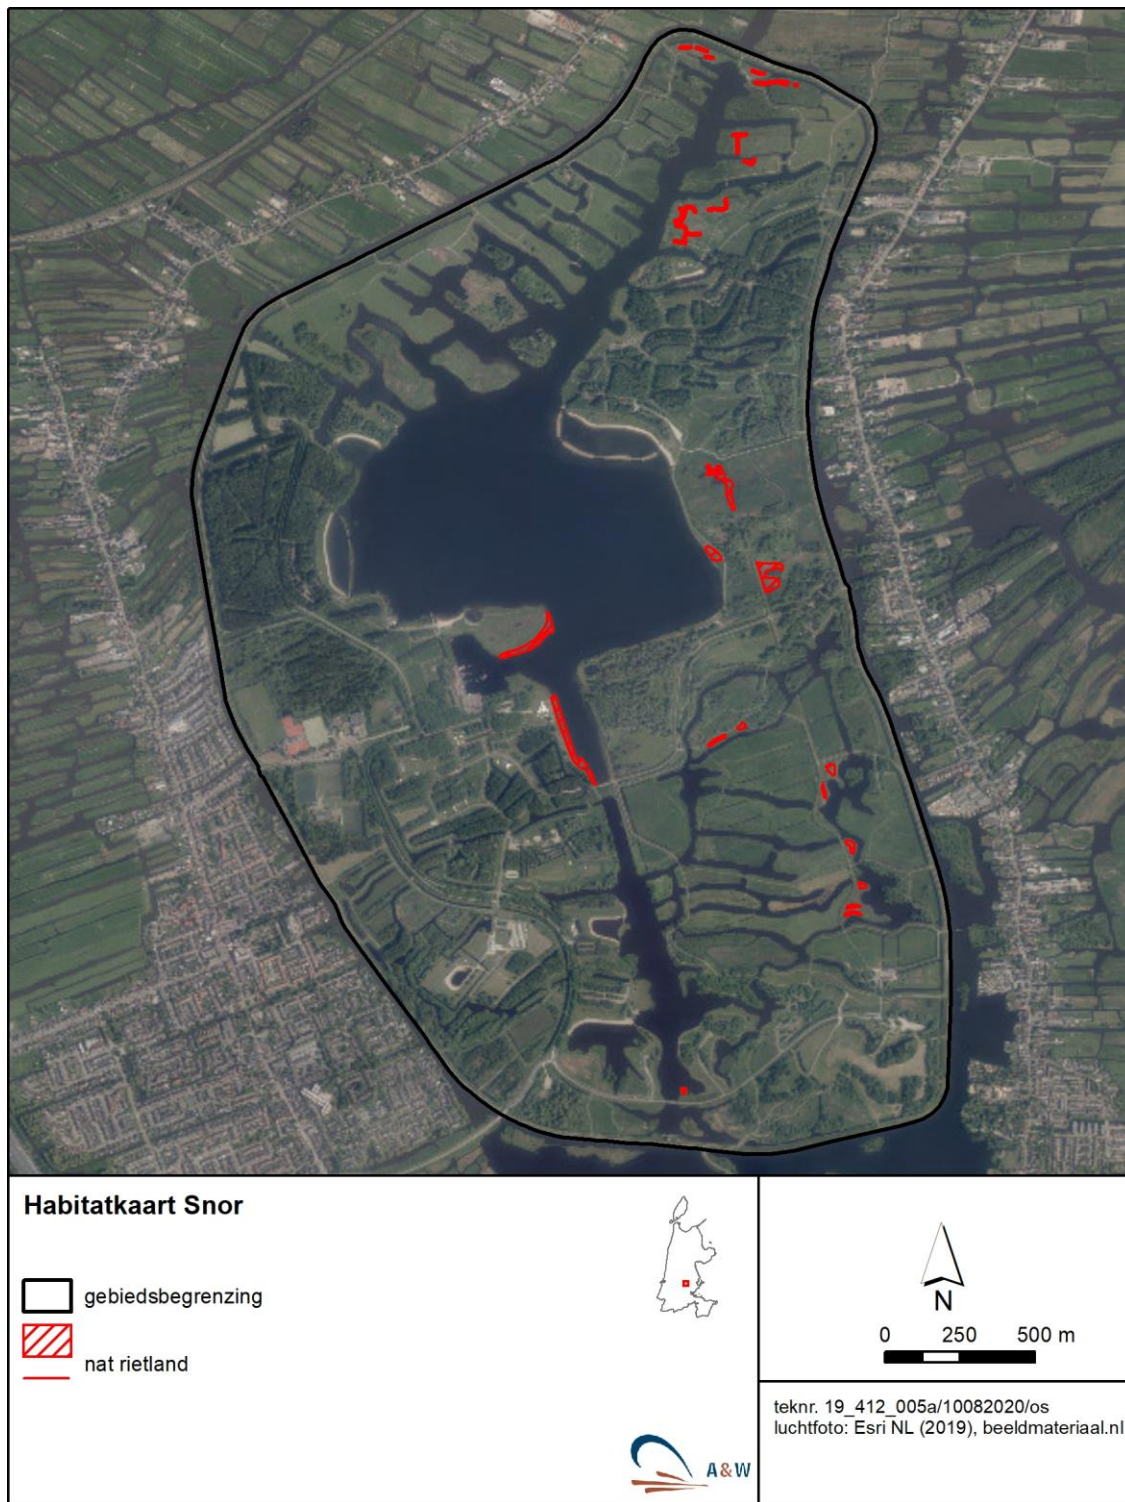 Habitatkaart Snor
gebiedsbegrenzing
nat rietland
A&W
N
0 250 500 m
teknr. 19_412_005a/10082020/os
luchtfoto: Esri NL (2019), beeldmateriaal.nl